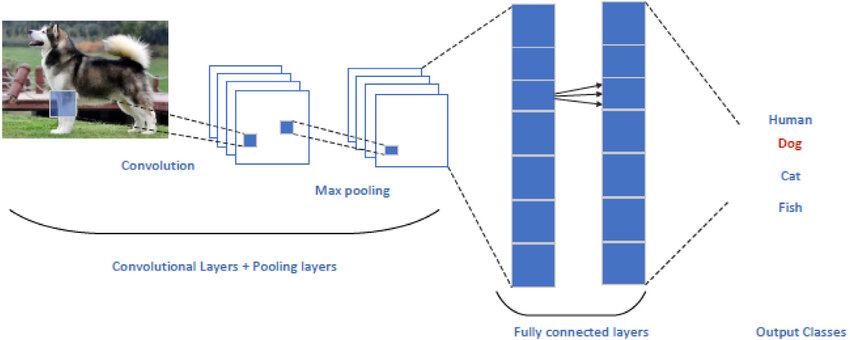 Convolution
Max pooling
Convolutional Layers + Pooling layers
Fully connected layers
Human
Dog
Cat
Fish
Output Classes